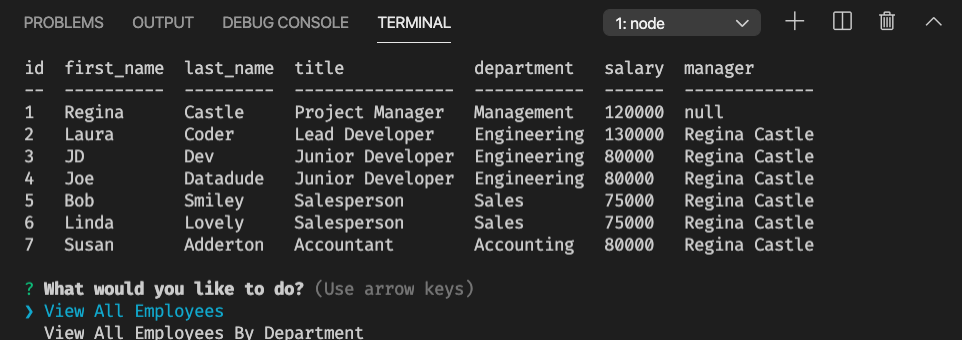 PROBLEMS OUTPUT DEBUG CONSOLE TERMINAL 1: node
id first_name last_name title department salary manager
-- ---------- --------- ---------------- ----------- ------ -------------
1 Regina Castle Project Manager Management 120000 null
2 Laura Coder Lead Developer Engineering 130000 Regina Castle
3 JD Dev Junior Developer Engineering 80000 Regina Castle
4 Joe Datadude Junior Developer Engineering 80000 Regina Castle
5 Bob Smiley Salesperson Sales 75000 Regina Castle
6 Linda Lovely Salesperson Sales 75000 Regina Castle
7 Susan Adderton Accountant Accounting 80000 Regina Castle
? What would you like to do? (Use arrow keys)
❯ View All Employees
View All Employees By Department